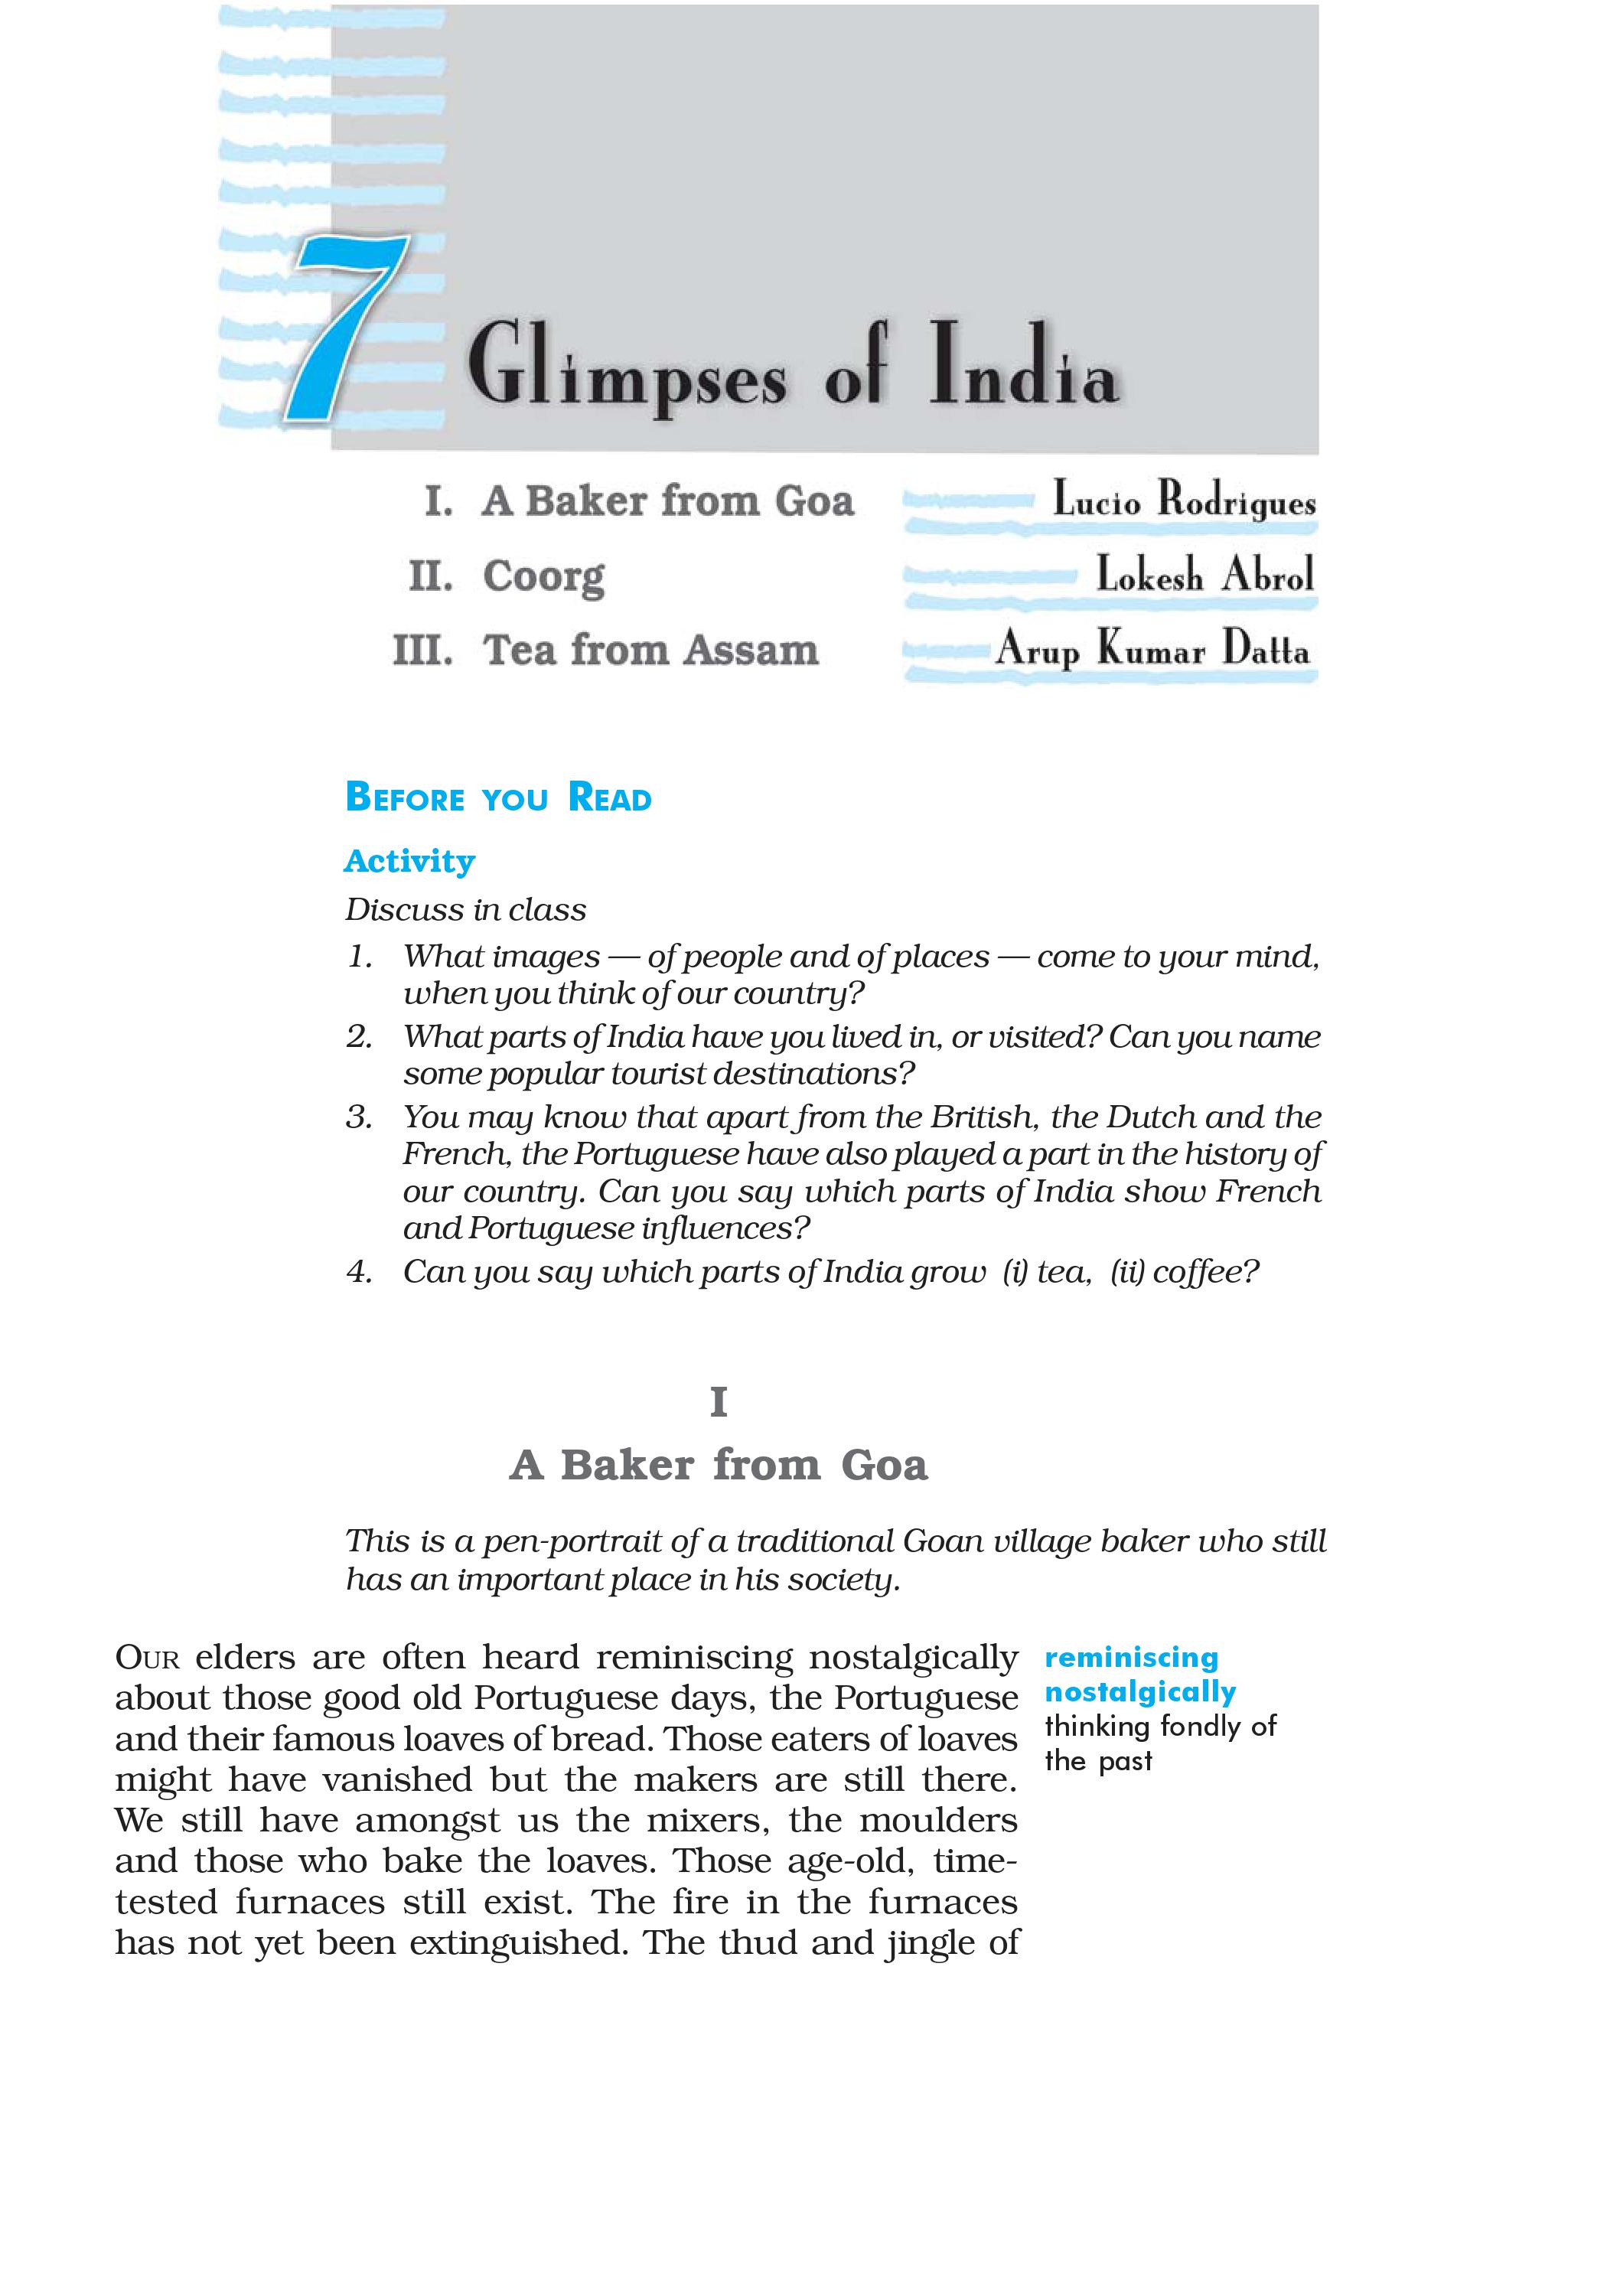 7
Glimpses of India
I. A Baker from Goa Lucio Rodrigues
II. Coorg Lokesh Abrol
III. Tea from Assam Arup Kumar Datta
BEFORE YOU READ
Activity
Discuss in class
1. What images — of people and of places — come to your mind,
when you think of our country?
2. What parts of India have you lived in, or visited? Can you name
some popular tourist destinations?
3. You may know that apart from the British, the Dutch and the
French, the Portuguese have also played a part in the history of
our country. Can you say which parts of India show French
and Portuguese influences?
4. Can you say which parts of India grow (i) tea, (ii) coffee?
I
A Baker from Goa
This is a pen-portrait of a traditional Goan village baker who still
has an important place in his society.
OUR elders are often heard reminiscing nostalgically
about those good old Portuguese days, the Portuguese
and their famous loaves of bread. Those eaters of loaves
might have vanished but the makers are still there.
We still have amongst us the mixers, the moulders
and those who bake the loaves. Those age-old, time-
tested furnaces still exist. The fire in the furnaces
has not yet been extinguished. The thud and jingle of
reminiscing
nostalgically
thinking fondly of
the past